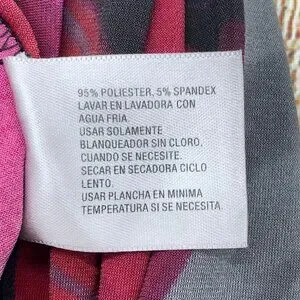 95% POLIESTER, 5% SPANDEX
LAVAR EN LAVADORA CON
AGUA FRIA.
USAR SOLAMENTE
BLANQUEADOR SIN CLORO.
CUANDO SE NECESITE.
SECAR EN SECADORA CICLO
LENTO.
USAR PLANCHA EN MINIMA
TEMPERATURA SI SE NECESITA.